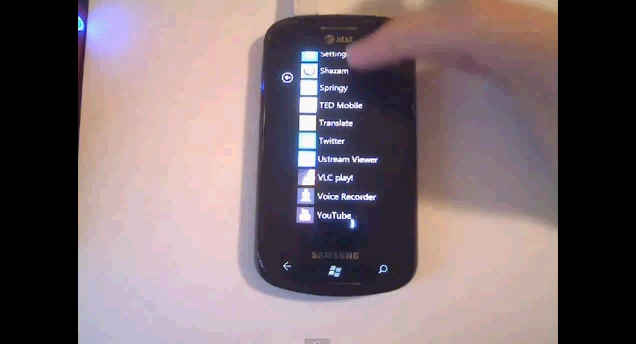 at&t
Settings
Shazam
Springy
TED Mobile
Translate
Twitter
Ustream Viewer
VLC play!
Voice Recorder
YouTube
SAMSUNG